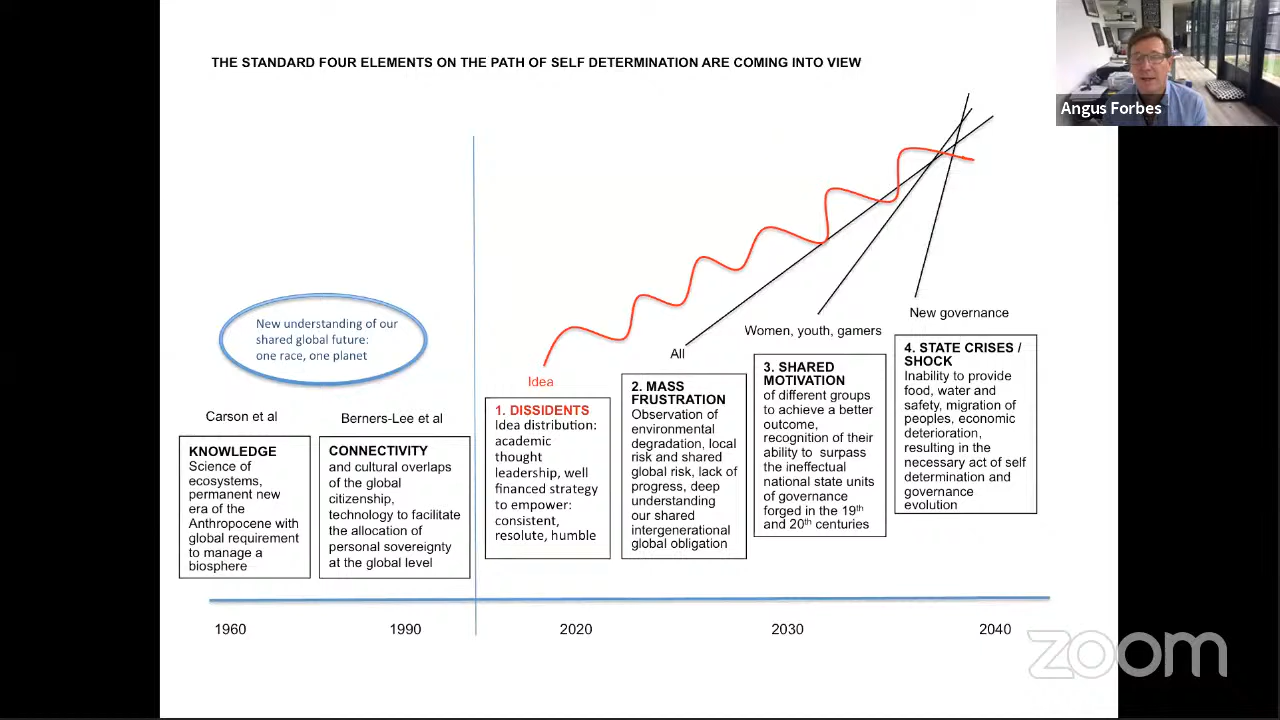 THE STANDARD FOUR ELEMENTS ON THE PATH OF SELF DETERMINATION ARE COMING INTO VIEW
Angus Forbes
New understanding of our
shared global future:
one race, one planet
Carson et al
KNOWLEDGE
Science of
ecosystems,
permanent new
era of the
Anthropocene with
global requirement
to manage a
biosphere
Berners-Lee et al
CONNECTIVITY
and cultural overlaps
of the global
citizenship,
technology to facilitate
the allocation of
personal sovereignty
at the global level
Idea
1. DISSIDENTS
Idea distribution:
academic
thought
leadership, well
financed strategy
to empower:
consistent,
resolute, humble
All
2. MASS
FRUSTRATION
Observation of
environmental
degradation, local
risk and shared
global risk, lack of
progress, deep
understanding
our shared
intergenerational
global obligation
Women, youth, gamers
3. SHARED
MOTIVATION
of different groups
to achieve a better
outcome,
recognition of their
ability to surpass
the ineffectual
national state units
of governance
forged in the 19th
and 20th centuries
New governance
4. STATE CRISES /
SHOCK
Inability to provide
food, water and
safety, migration of
peoples, economic
deterioration,
resulting in the
necessary act of self
determination and
governance
evolution
1960
1990
2020
2030
2040
zoom